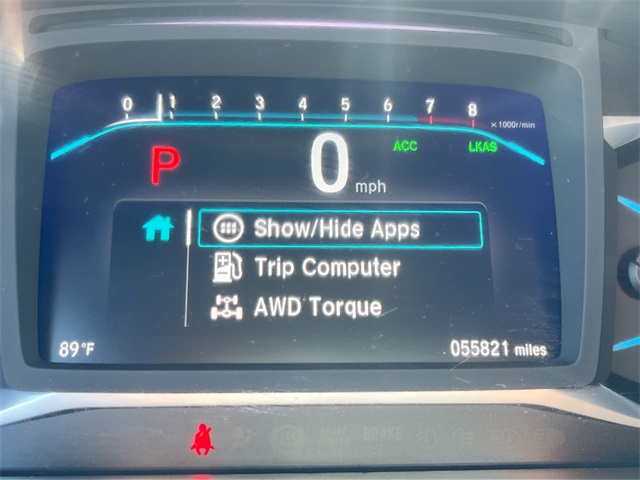 0 1 2 3 4 5 6 7 8
x1000r/min
P 0 mph ACC LKAS
Show/Hide Apps
Trip Computer
AWD Torque
89°F 055821 miles
BRAKE